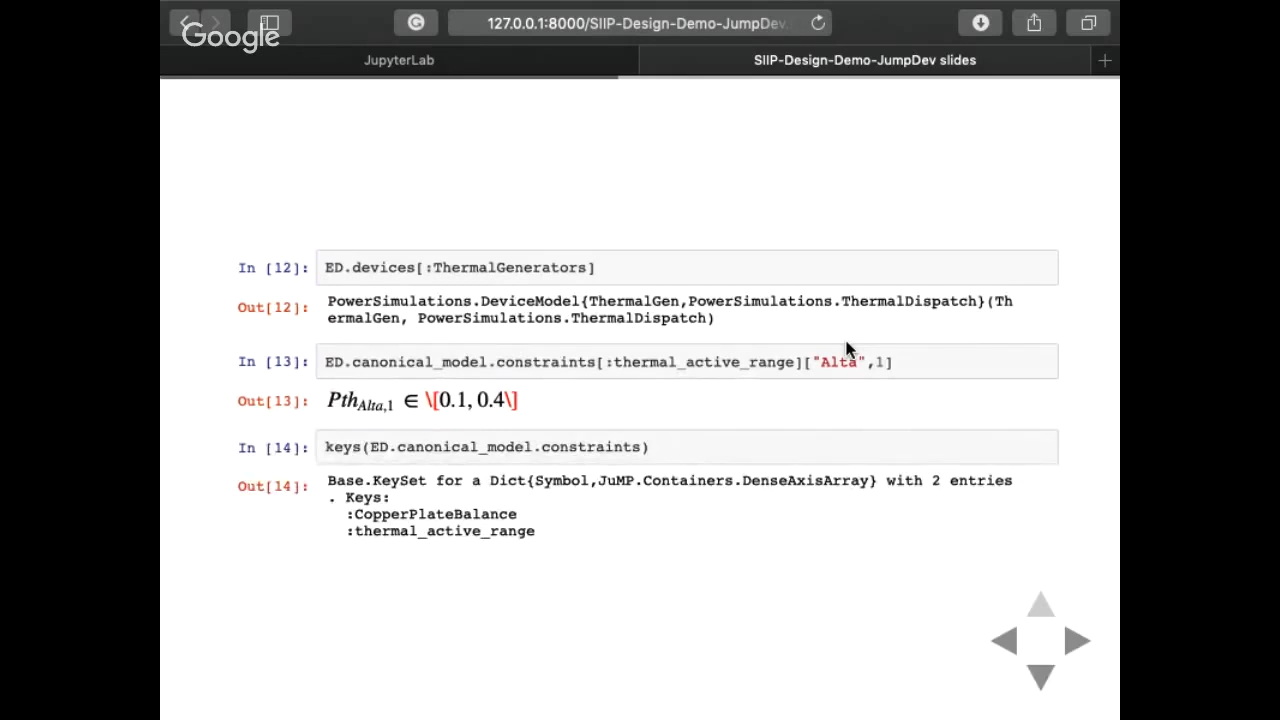 127.0.0.1:8000/SIIP-Design-Demo-JumpDev.
Google
JupyterLab
SIIP-Design-Demo-JumpDev slides
In [12]: ED.devices[:ThermalGenerators]
Out[12]: PowerSimulations.DeviceModel{ThermalGen,PowerSimulations.ThermalDispatch}(Th
ermalGen, PowerSimulations.ThermalDispatch)
In [13]: ED.canonical_model.constraints[:thermal_active_range]["Alta",1]
Out[13]: Pth_{Alta,1} ∈ \[0.1, 0.4\]
In [14]: keys(ED.canonical_model.constraints)
Out[14]: Base.KeySet for a Dict{Symbol,JuMP.Containers.DenseAxisArray} with 2 entries
. Keys:
:CopperPlateBalance
:thermal_active_range